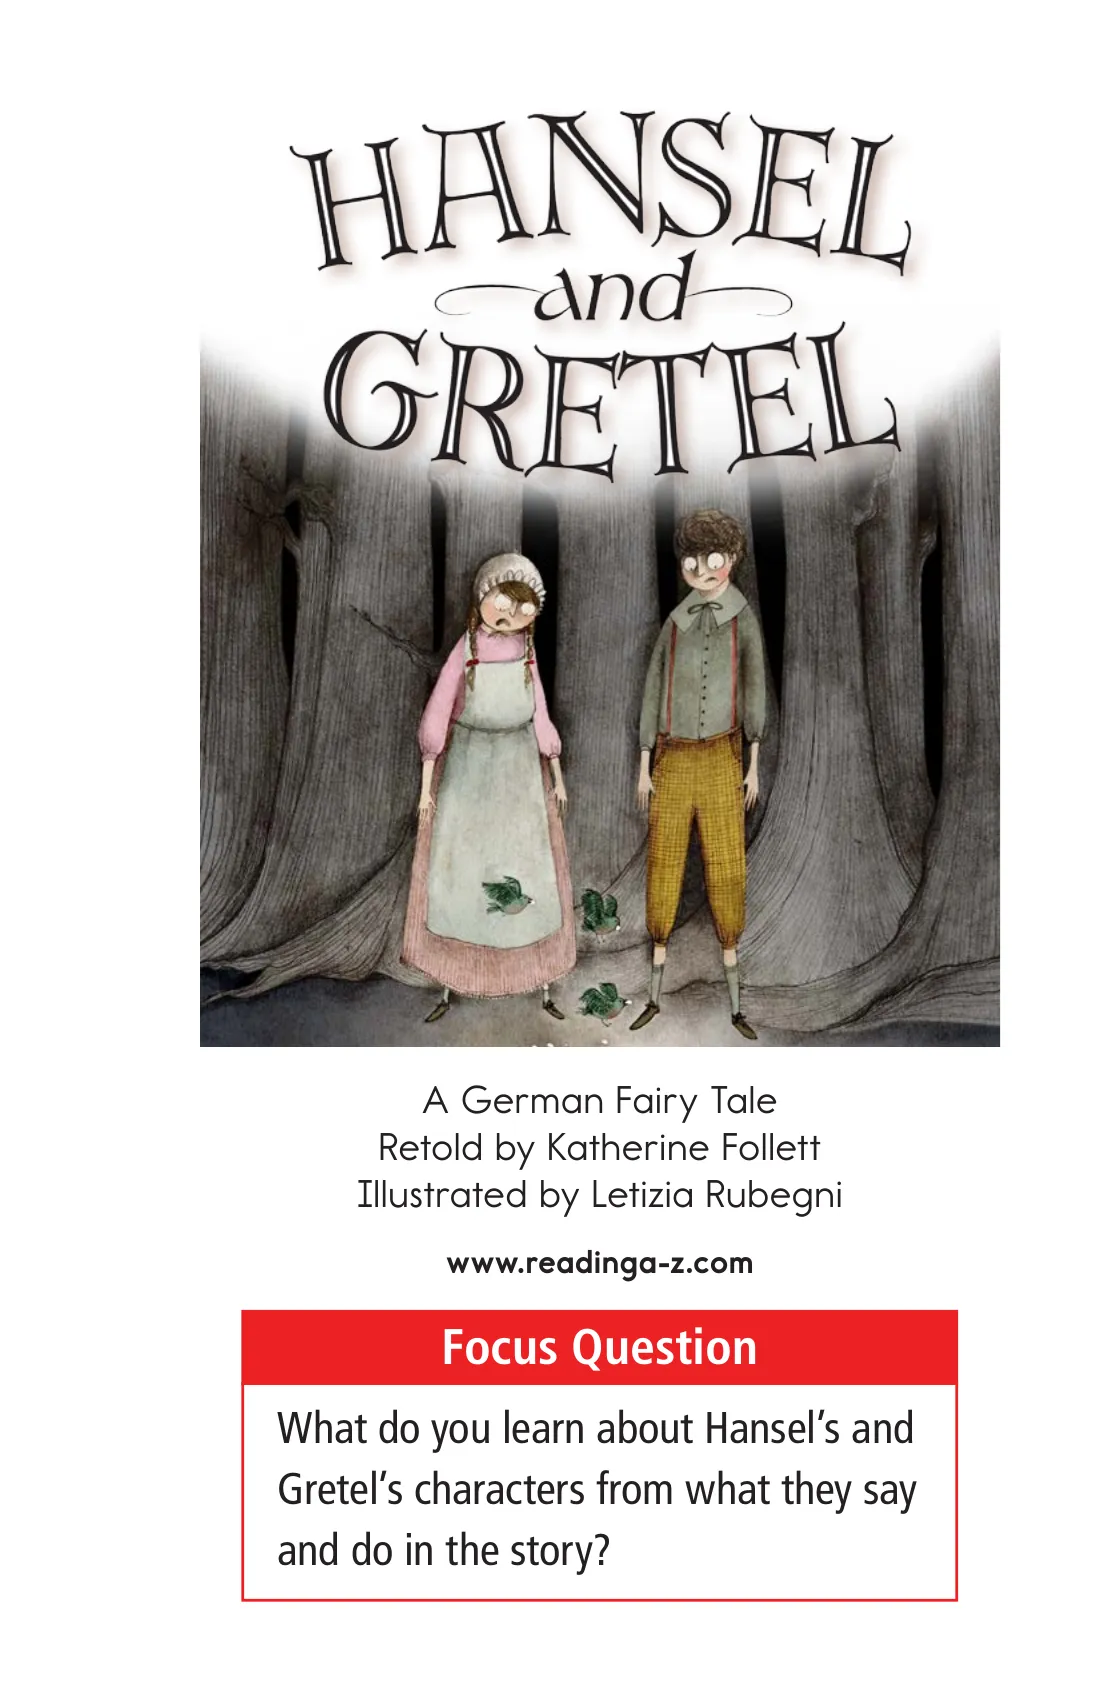 HANSEL
and
GRETEL
A German Fairy Tale
Retold by Katherine Follett
Illustrated by Letizia Rubegni
www.readinga-z.com
Focus Question
What do you learn about Hansel's and
Gretel's characters from what they say
and do in the story?